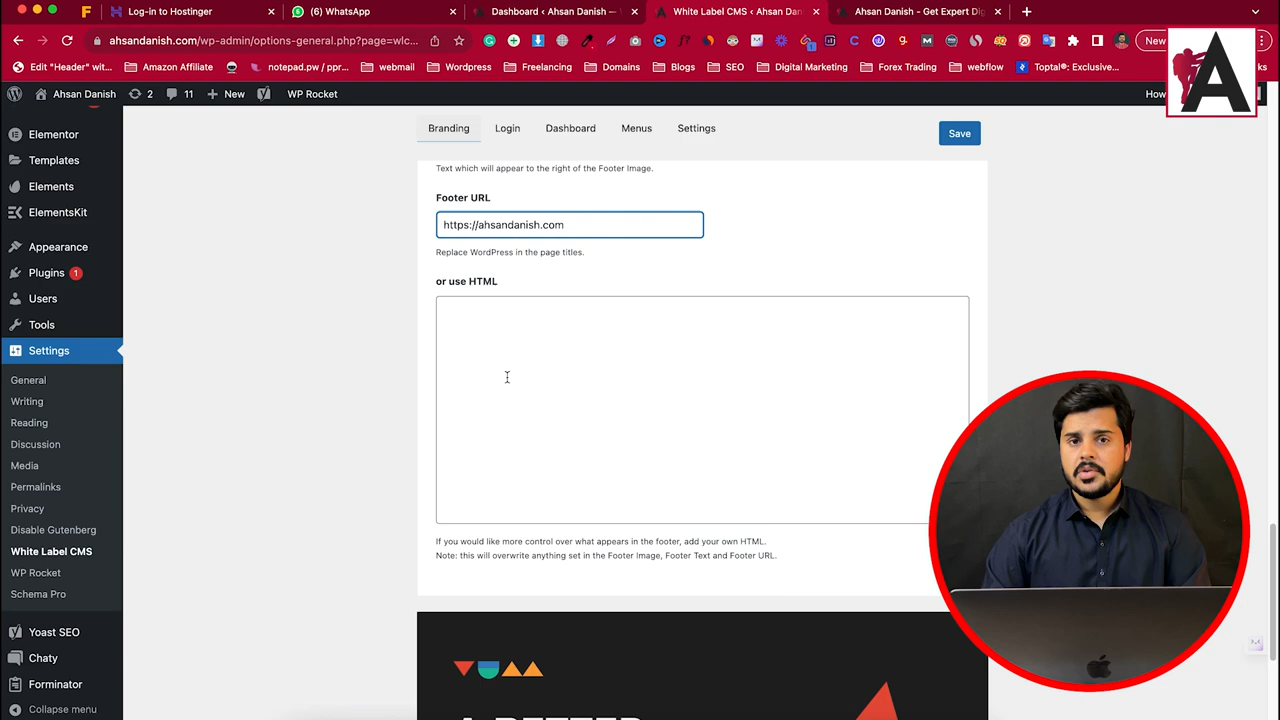 Log-in to Hostinger
(6) WhatsApp
Dashboard ‹ Ahsan Danish —
White Label CMS ‹ Ahsan Dan
Ahsan Danish - Get Expert Dig
ahsandanish.com/wp-admin/options-general.php?page=wlc...
New
Edit "Header" wit...
Amazon Affiliate
notepad.pw / ppr...
webmail
Wordpress
Freelancing
Domains
Blogs
SEO
Digital Marketing
Forex Trading
webflow
Toptal®: Exclusive...
A
Ahsan Danish
2
11
New
WP Rocket
How
Elementor
Templates
Elements
ElementsKit
Appearance
Plugins 1
Users
Tools
Settings
General
Writing
Reading
Discussion
Media
Permalinks
Privacy
Disable Gutenberg
White Label CMS
WP Rocket
Schema Pro
Yoast SEO
Chaty
Forminator
Collapse menu
Branding
Login
Dashboard
Menus
Settings
Save
Text which will appear to the right of the Footer Image.
Footer URL
https://ahsandanish.com
Replace WordPress in the page titles.
or use HTML
If you would like more control over what appears in the footer, add your own HTML.
Note: this will overwrite anything set in the Footer Image, Footer Text and Footer URL.